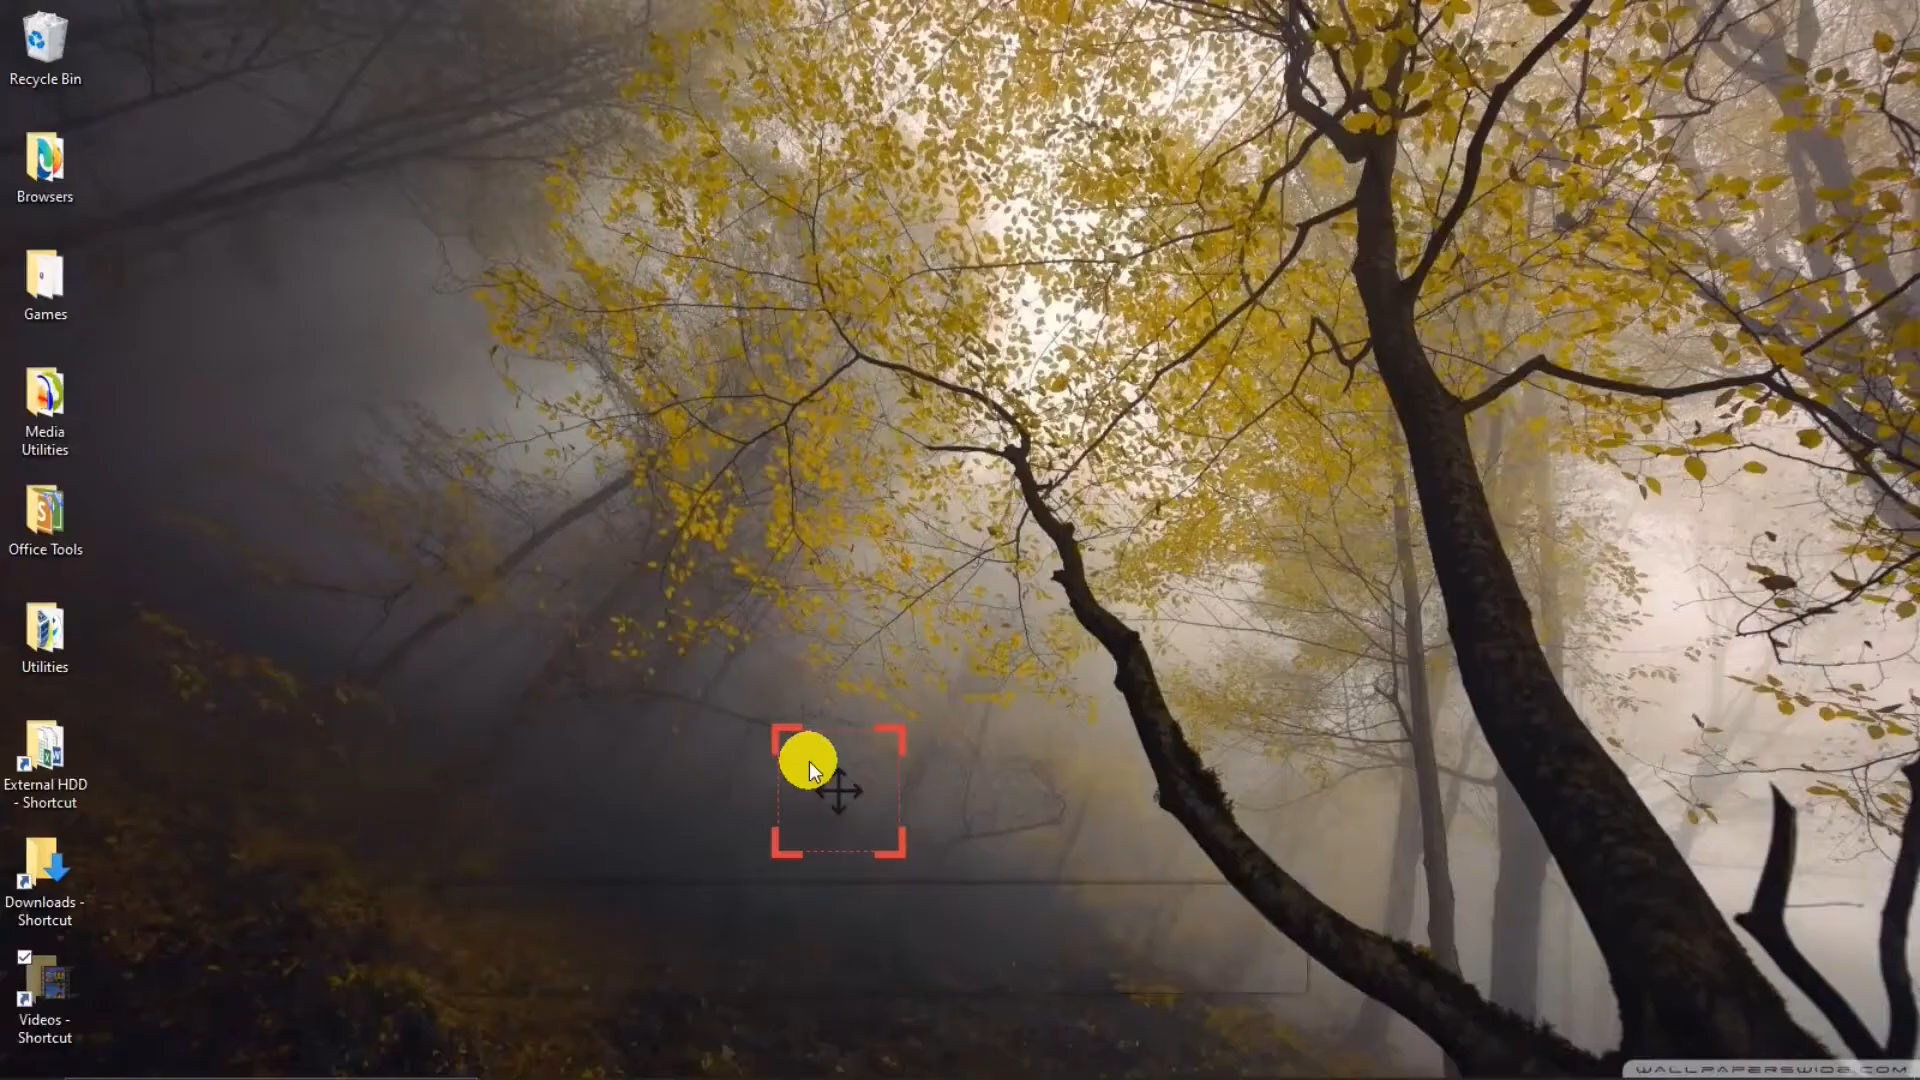 Recycle Bin
Browsers
Games
Media
Utilities
Office Tools
Utilities
External HDD
- Shortcut
Downloads -
Shortcut
Videos -
Shortcut
WALLPAPERSWIDE.COM